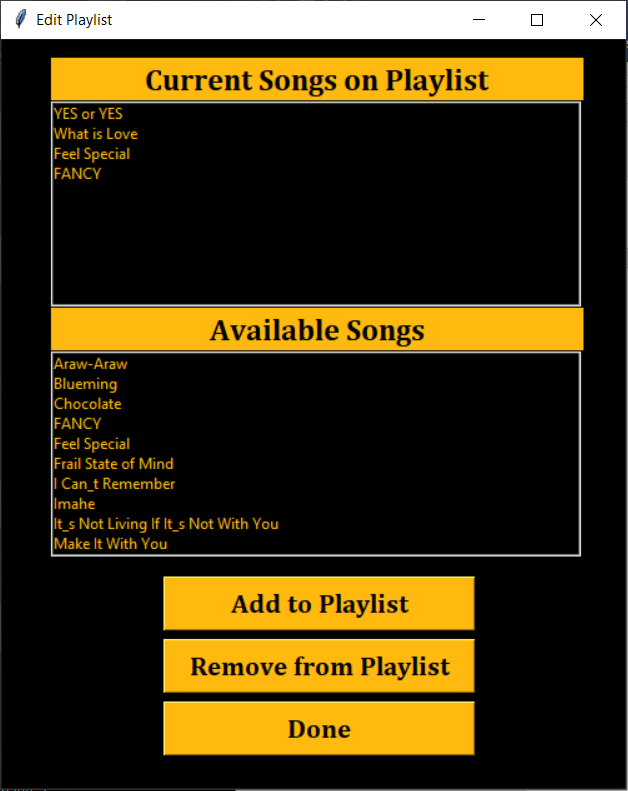 Edit Playlist
Current Songs on Playlist
YES or YES
What is Love
Feel Special
FANCY
Available Songs
Araw-Araw
Blueming
Chocolate
FANCY
Feel Special
Frail State of Mind
I Can_t Remember
Imahe
It_s Not Living If It_s Not With You
Make It With You
Add to Playlist
Remove from Playlist
Done